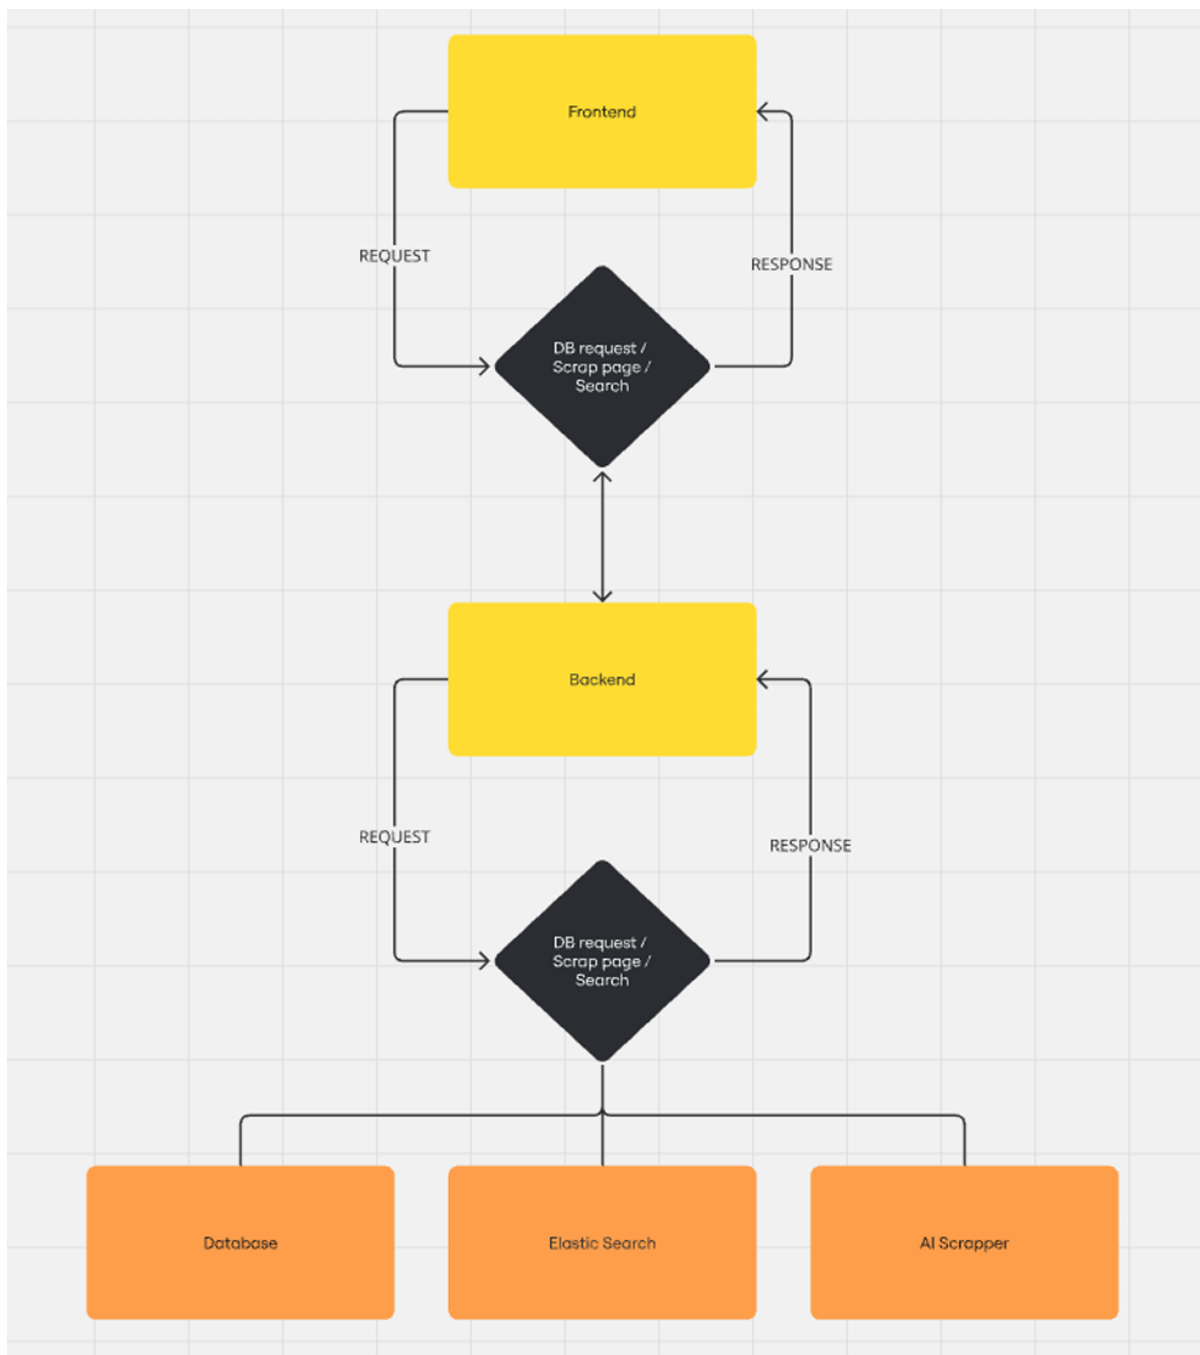 Frontend
REQUEST
RESPONSE
DB request /
Scrap page /
Search
Backend
REQUEST
RESPONSE
DB request /
Scrap page /
Search
Database
Elastic Search
AI Scrapper